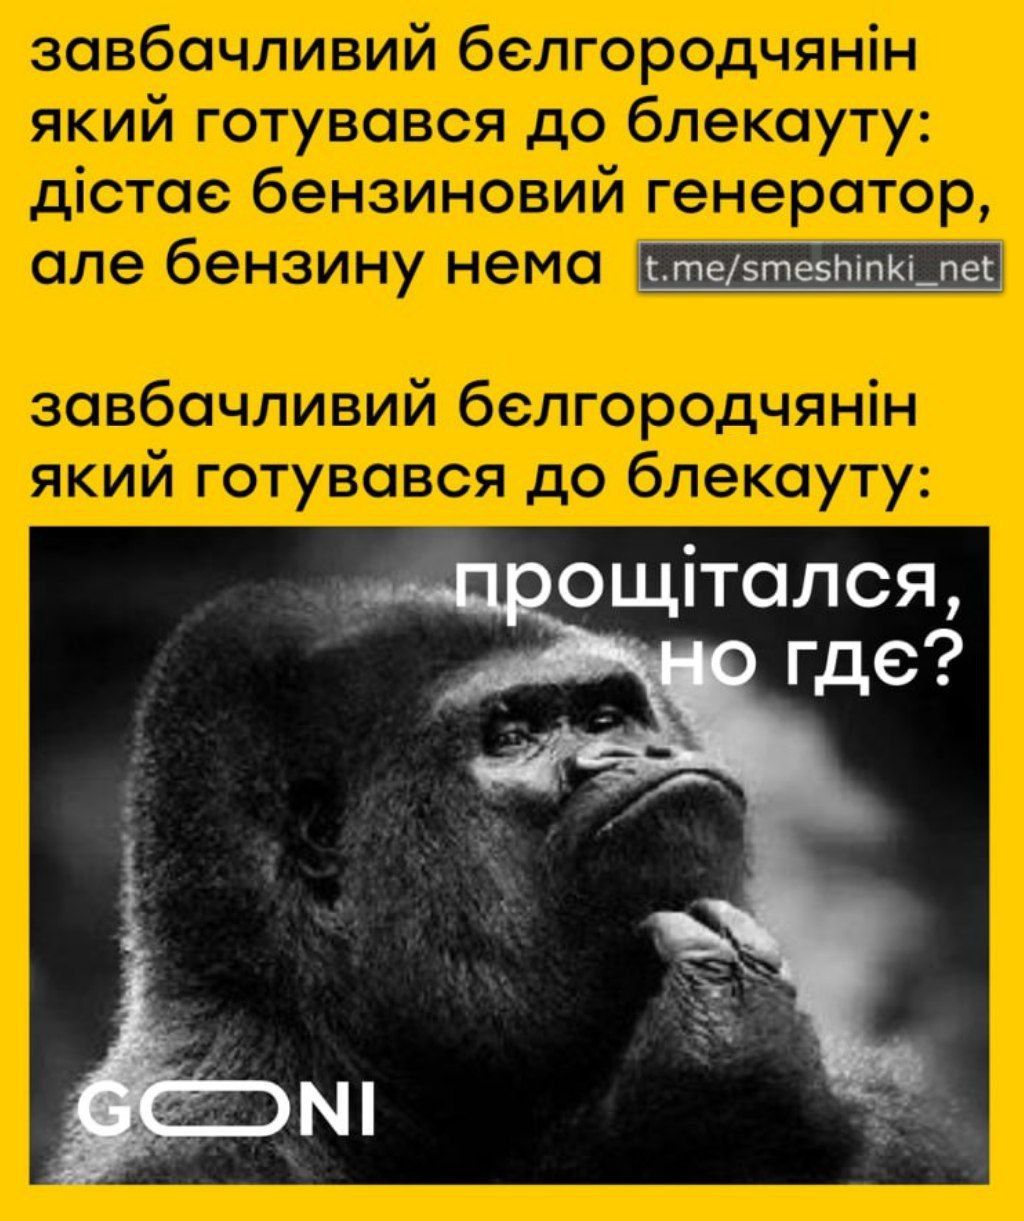 завбачливий бєлгородчянін
який готувався до блекауту:
дістає бензиновий генератор,
але бензину нема t.me/smeshinki_net
завбачливий бєлгородчянін
який готувався до блекауту:
прощітался,
но гдє?
GOONI